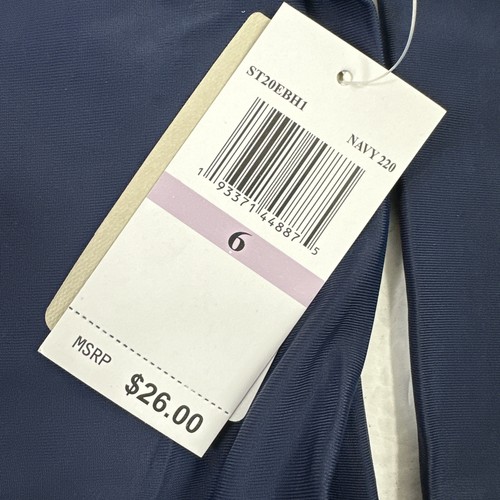 ST20EBH1
NAVY 220
1 93371 44887 5
6
MSRP
$26.00